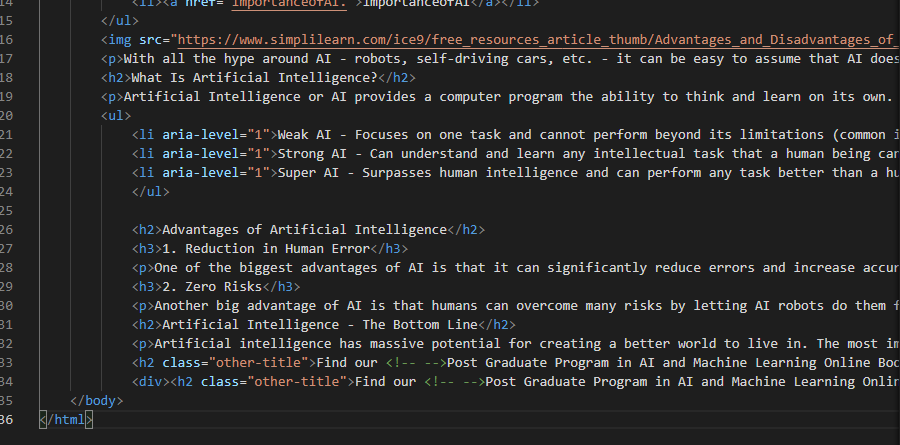 14 <li><a href="importanceofAI.">importanceofAI</a></li>
15 </ul>
16 <img src="https://www.simplilearn.com/ice9/free_resources_article_thumb/Advantages_and_Disadvantages_of_
17 <p>With all the hype around AI - robots, self-driving cars, etc. - it can be easy to assume that AI does
18 <h2>What Is Artificial Intelligence?</h2>
19 <p>Artificial Intelligence or AI provides a computer program the ability to think and learn on its own.
20 <ul>
21 <li aria-level="1">Weak AI - Focuses on one task and cannot perform beyond its limitations (common i
22 <li aria-level="1">Strong AI - Can understand and learn any intellectual task that a human being can
23 <li aria-level="1">Super AI - Surpasses human intelligence and can perform any task better than a hu
24 </ul>
25
26 <h2>Advantages of Artificial Intelligence</h2>
27 <h3>1. Reduction in Human Error</h3>
28 <p>One of the biggest advantages of AI is that it can significantly reduce errors and increase accur
29 <h3>2. Zero Risks</h3>
30 <p>Another big advantage of AI is that humans can overcome many risks by letting AI robots do them f
31 <h2>Artificial Intelligence - The Bottom Line</h2>
32 <p>Artificial intelligence has massive potential for creating a better world to live in. The most im
33 <h2 class="other-title">Find our <!-- -->Post Graduate Program in AI and Machine Learning Online Boo
34 <div><h2 class="other-title">Find our <!-- -->Post Graduate Program in AI and Machine Learning Onlin
35 </body>
36 </html>